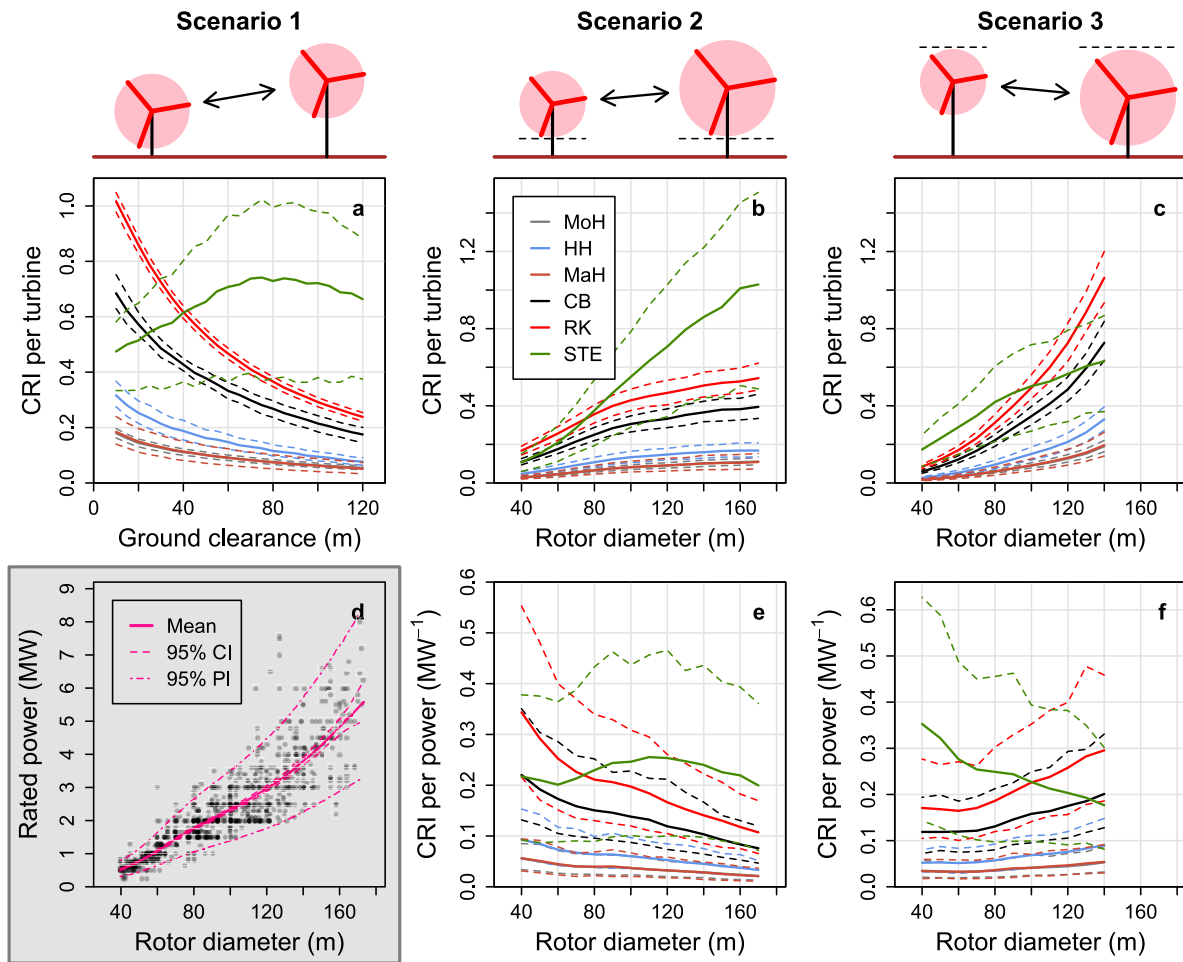 Scenario 1 Scenario 2 Scenario 3
a
CRI per turbine
0.0 0.2 0.4 0.6 0.8 1.0
0 40 80 120
Ground clearance (m)
b
MoH
HH
MaH
CB
RK
STE
CRI per turbine
0.0 0.4 0.8 1.2
40 80 120 160
Rotor diameter (m)
c
CRI per turbine
0.0 0.4 0.8 1.2
40 80 120 160
Rotor diameter (m)
d
Mean
95% CI
95% PI
Rated power (MW)
0 1 2 3 4 5 6 7 8 9
40 80 120 160
Rotor diameter (m)
e
CRI per power (MW⁻¹)
0.0 0.1 0.2 0.3 0.4 0.5 0.6
40 80 120 160
Rotor diameter (m)
f
CRI per power (MW⁻¹)
0.0 0.1 0.2 0.3 0.4 0.5 0.6
40 80 120 160
Rotor diameter (m)